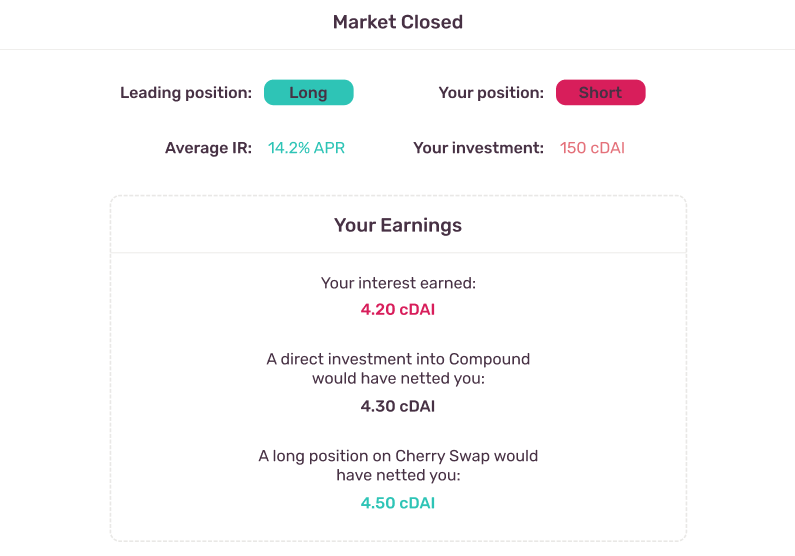 Market Closed
Leading position: Long
Your position: Short
Average IR: 14.2% APR
Your investment: 150 cDAI
Your Earnings
Your interest earned:
4.20 cDAI
A direct investment into Compound
would have netted you:
4.30 cDAI
A long position on Cherry Swap would
have netted you:
4.50 cDAI